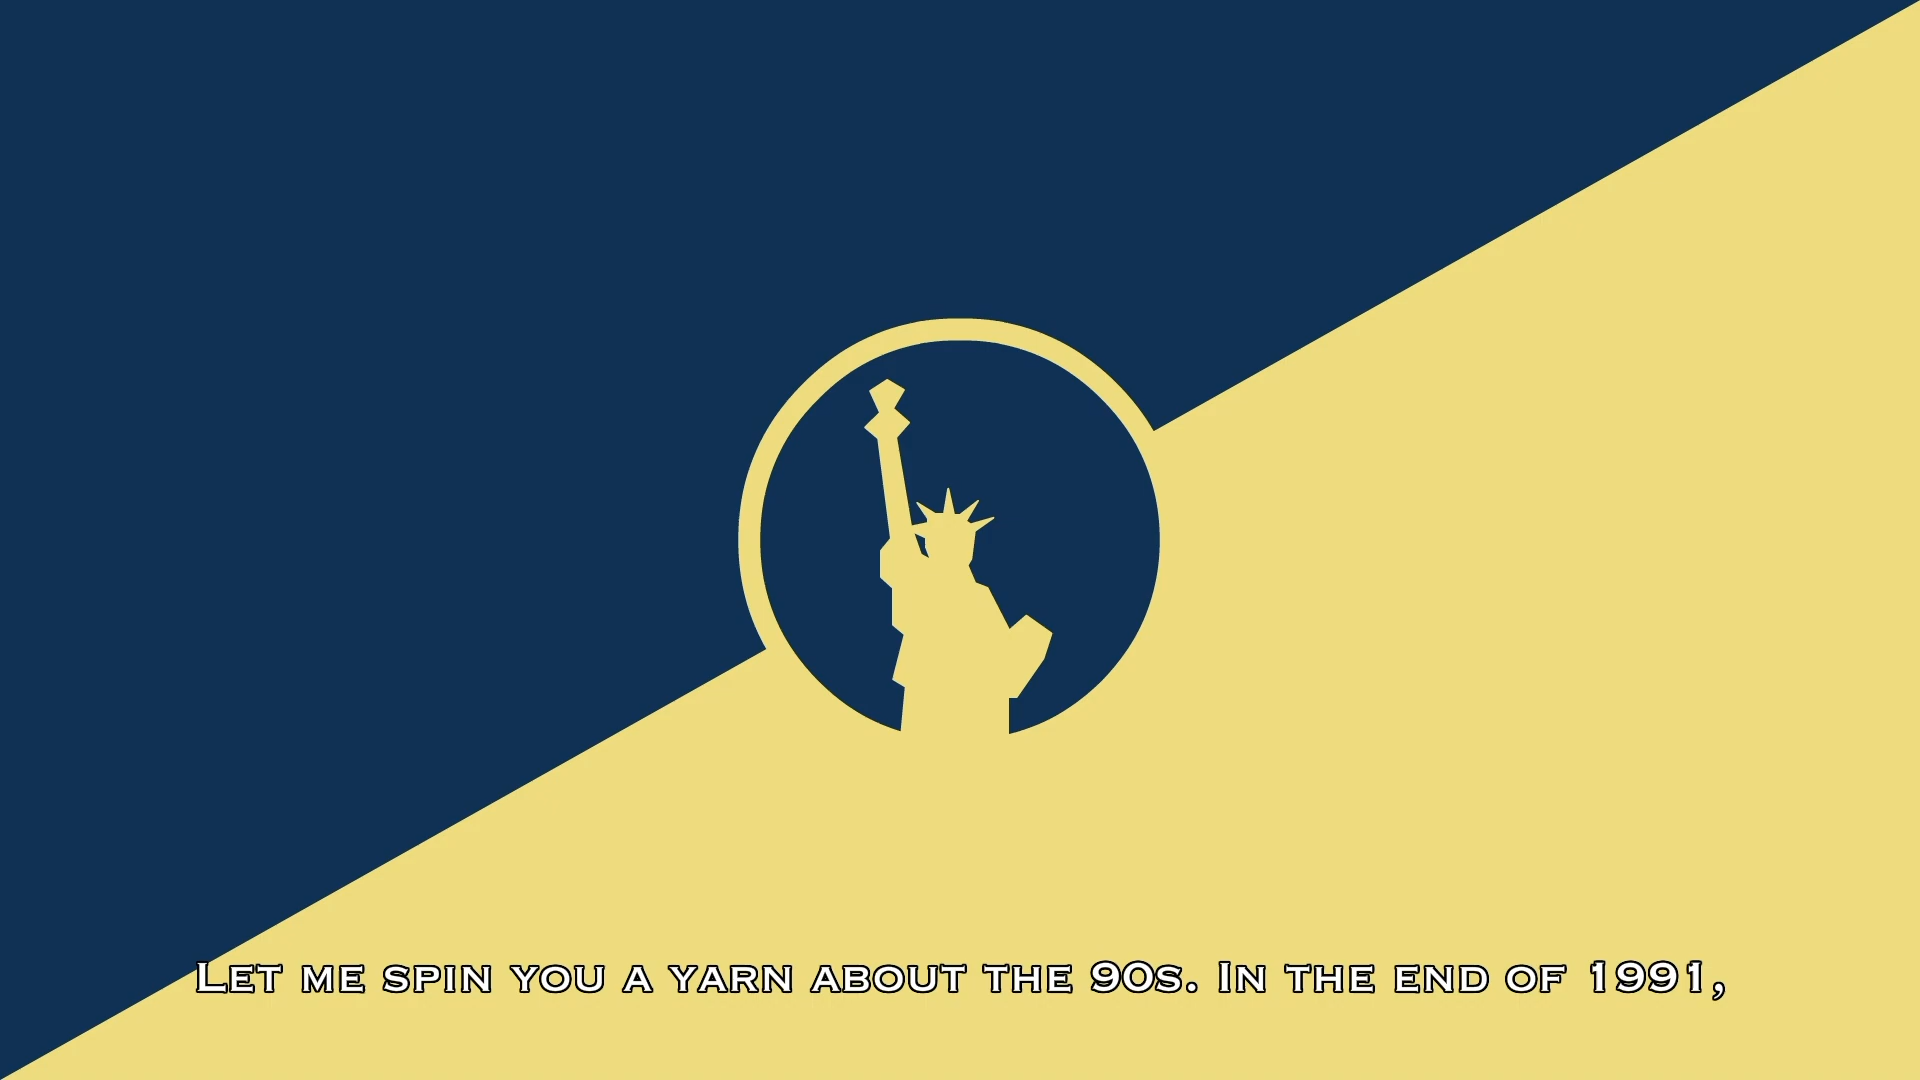 Let me spin you a yarn about the 90s. In the end of 1991,